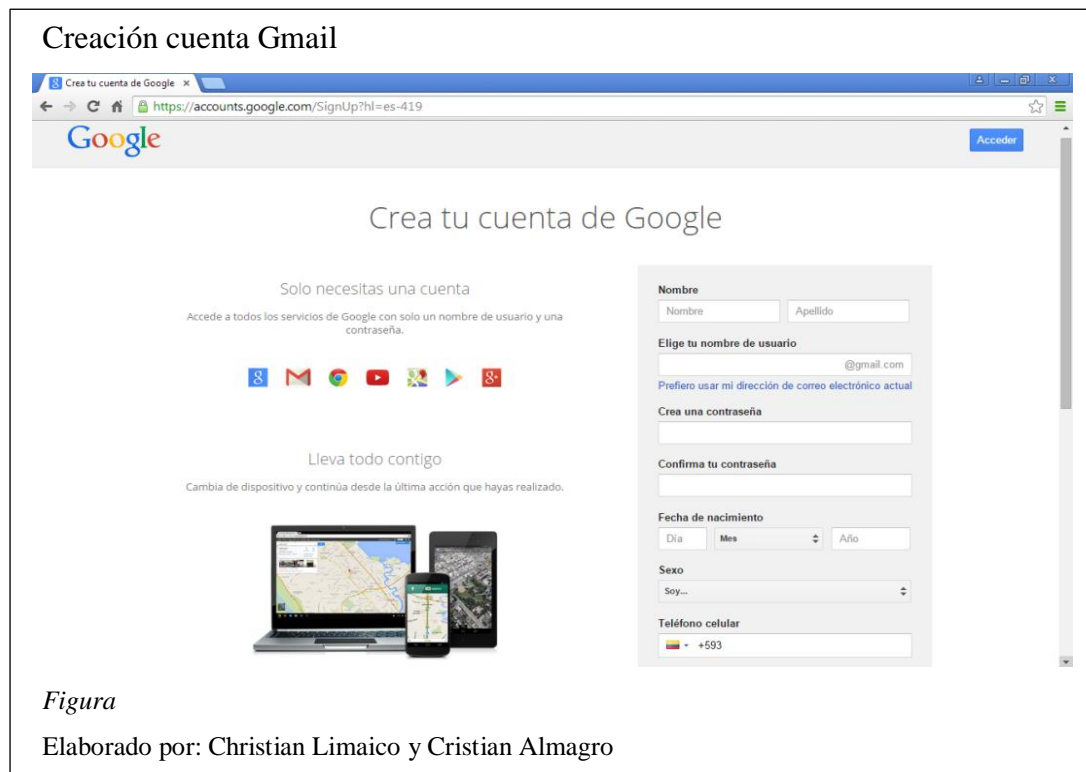 Creación cuenta Gmail
Crea tu cuenta de Google
https://accounts.google.com/SignUp?hl=es-419
Google
Acceder
Crea tu cuenta de Google
Solo necesitas una cuenta
Accede a todos los servicios de Google con solo un nombre de usuario y una
contraseña.
Lleva todo contigo
Cambia de dispositivo y continúa desde la última acción que hayas realizado.
Nombre
Nombre Apellido
Elige tu nombre de usuario
@gmail.com
Prefiero usar mi dirección de correo electrónico actual
Crea una contraseña
Confirma tu contraseña
Fecha de nacimiento
Día Mes Año
Sexo
Soy...
Teléfono celular
+593
Figura
Elaborado por: Christian Limaico y Cristian Almagro